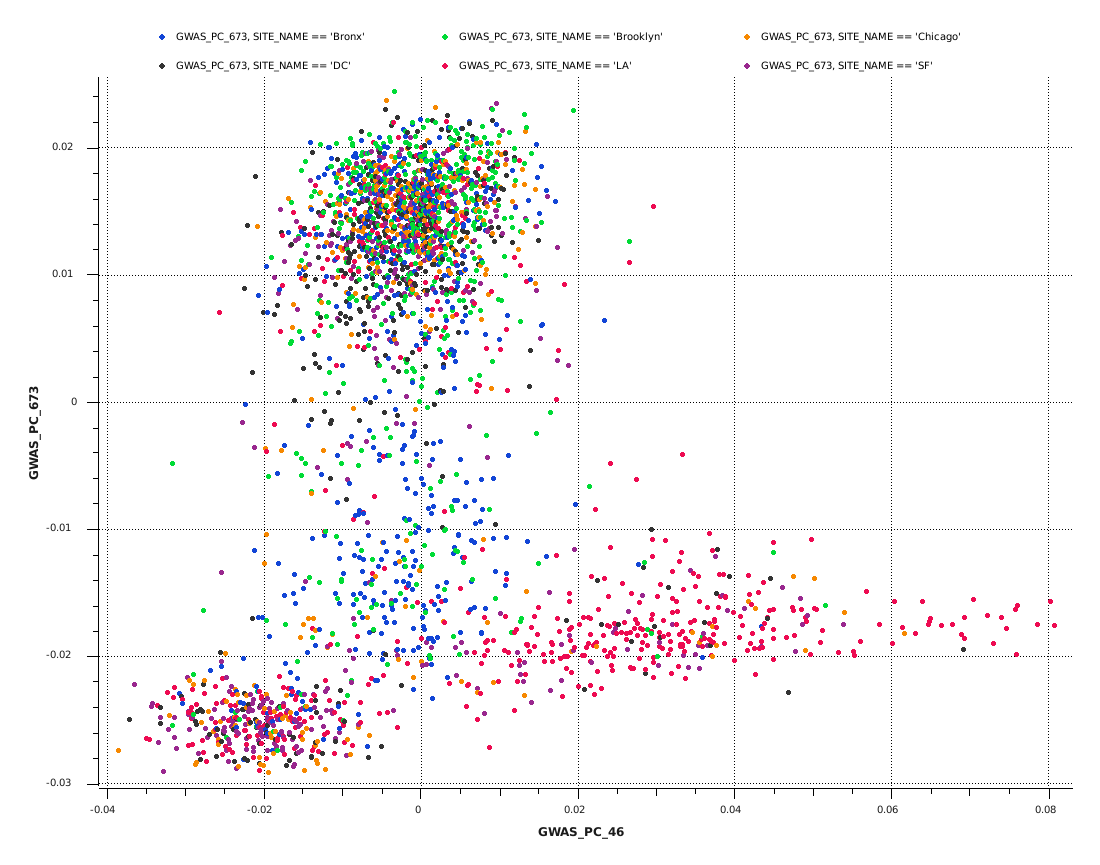 GWAS_PC_673, SITE_NAME == 'Bronx' GWAS_PC_673, SITE_NAME == 'Brooklyn' GWAS_PC_673, SITE_NAME == 'Chicago'
GWAS_PC_673, SITE_NAME == 'DC' GWAS_PC_673, SITE_NAME == 'LA' GWAS_PC_673, SITE_NAME == 'SF'
0.02
0.01
0
-0.01
-0.02
-0.03
GWAS_PC_673
-0.04 -0.02 0 0.02 0.04 0.06 0.08
GWAS_PC_46